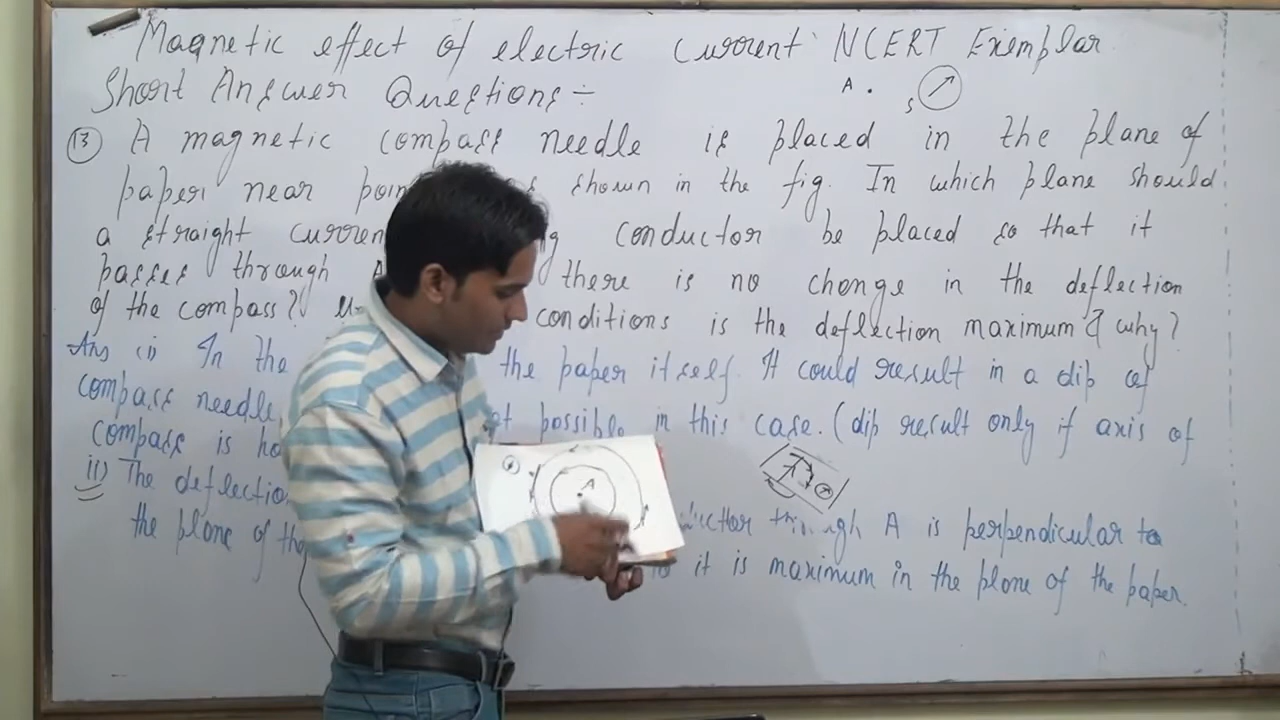 Magnetic effect of electric current NCERT Exemplar
Short Answer Questions :-
A . S
13 A magnetic compass needle is placed in the plane of
paper near shown in the fig. In which plane should
a straight conductor be placed so that it
passes through there is no change in the deflection
of the compass? conditions is the deflection maximum & why?
Ans (i) In the the paper itself. It could result in a dip of
compass needle, possible in this case. (dip result only if axis of
compass is
ii) The
through A is perpendicular to
the plane of it is maximum in the plane of the paper.
A